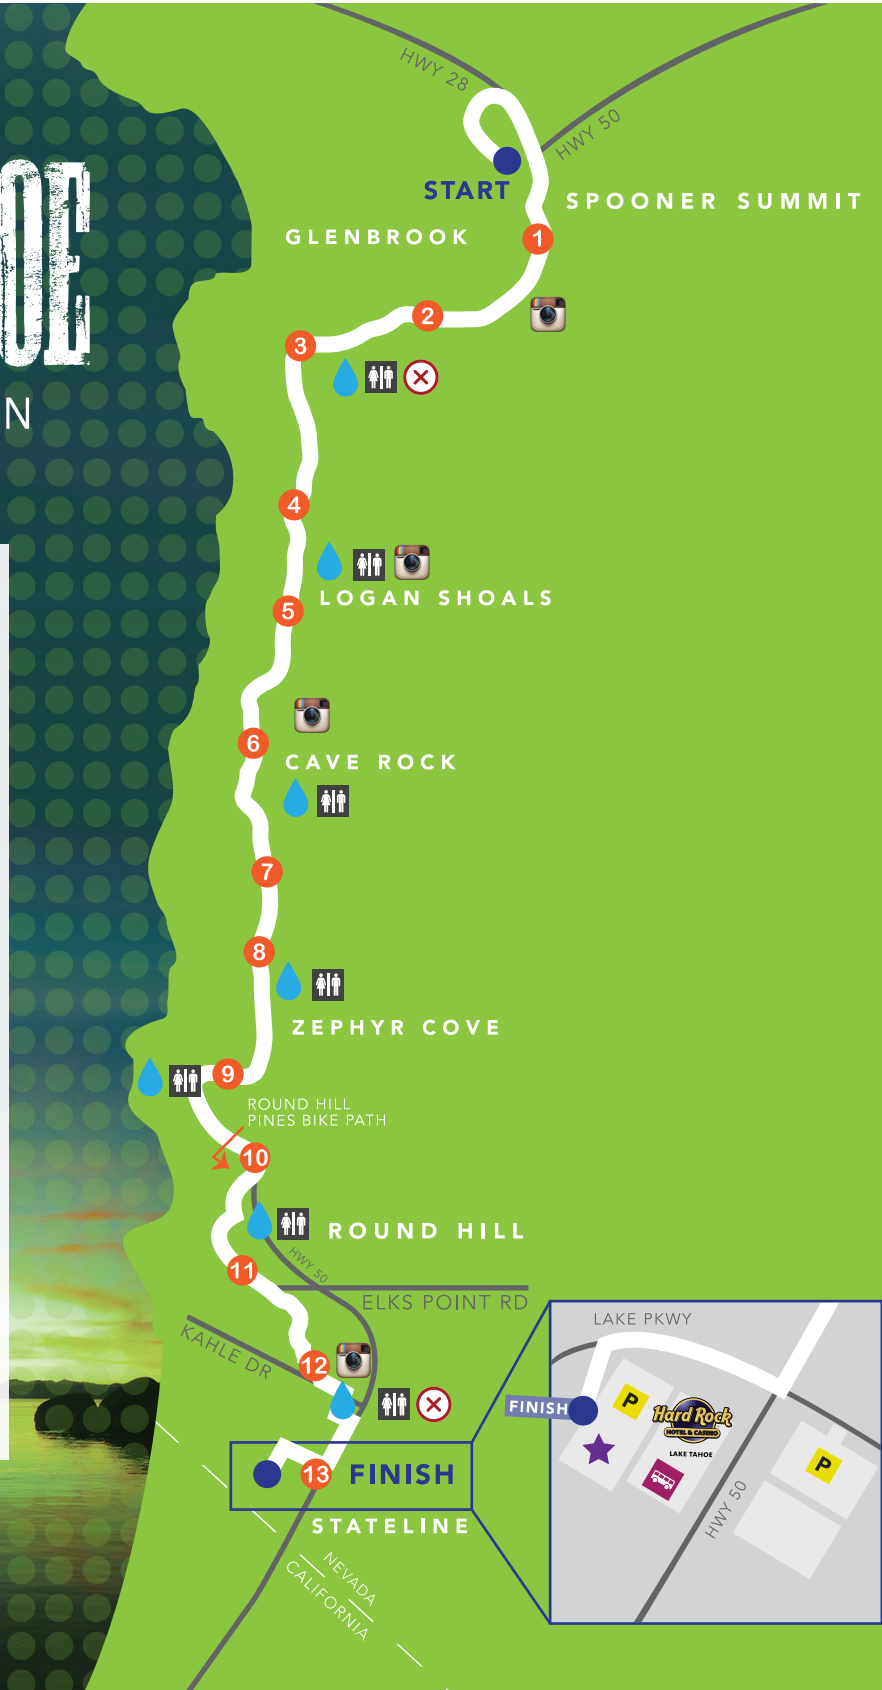 HWY 28
HWY 50
START
SPOONER SUMMIT
GLENBROOK
1
2
3
OE
N
4
LOGAN SHOALS
5
6
CAVE ROCK
7
8
ZEPHYR COVE
9
ROUND HILL
PINES BIKE PATH
10
ROUND HILL
11
HWY 50
ELKS POINT RD
KAHLE DR
12
13
FINISH
STATELINE
NEVADA
CALIFORNIA
LAKE PKWY
FINISH
P
Hard Rock
HOTEL & CASINO
LAKE TAHOE
P
HWY 50